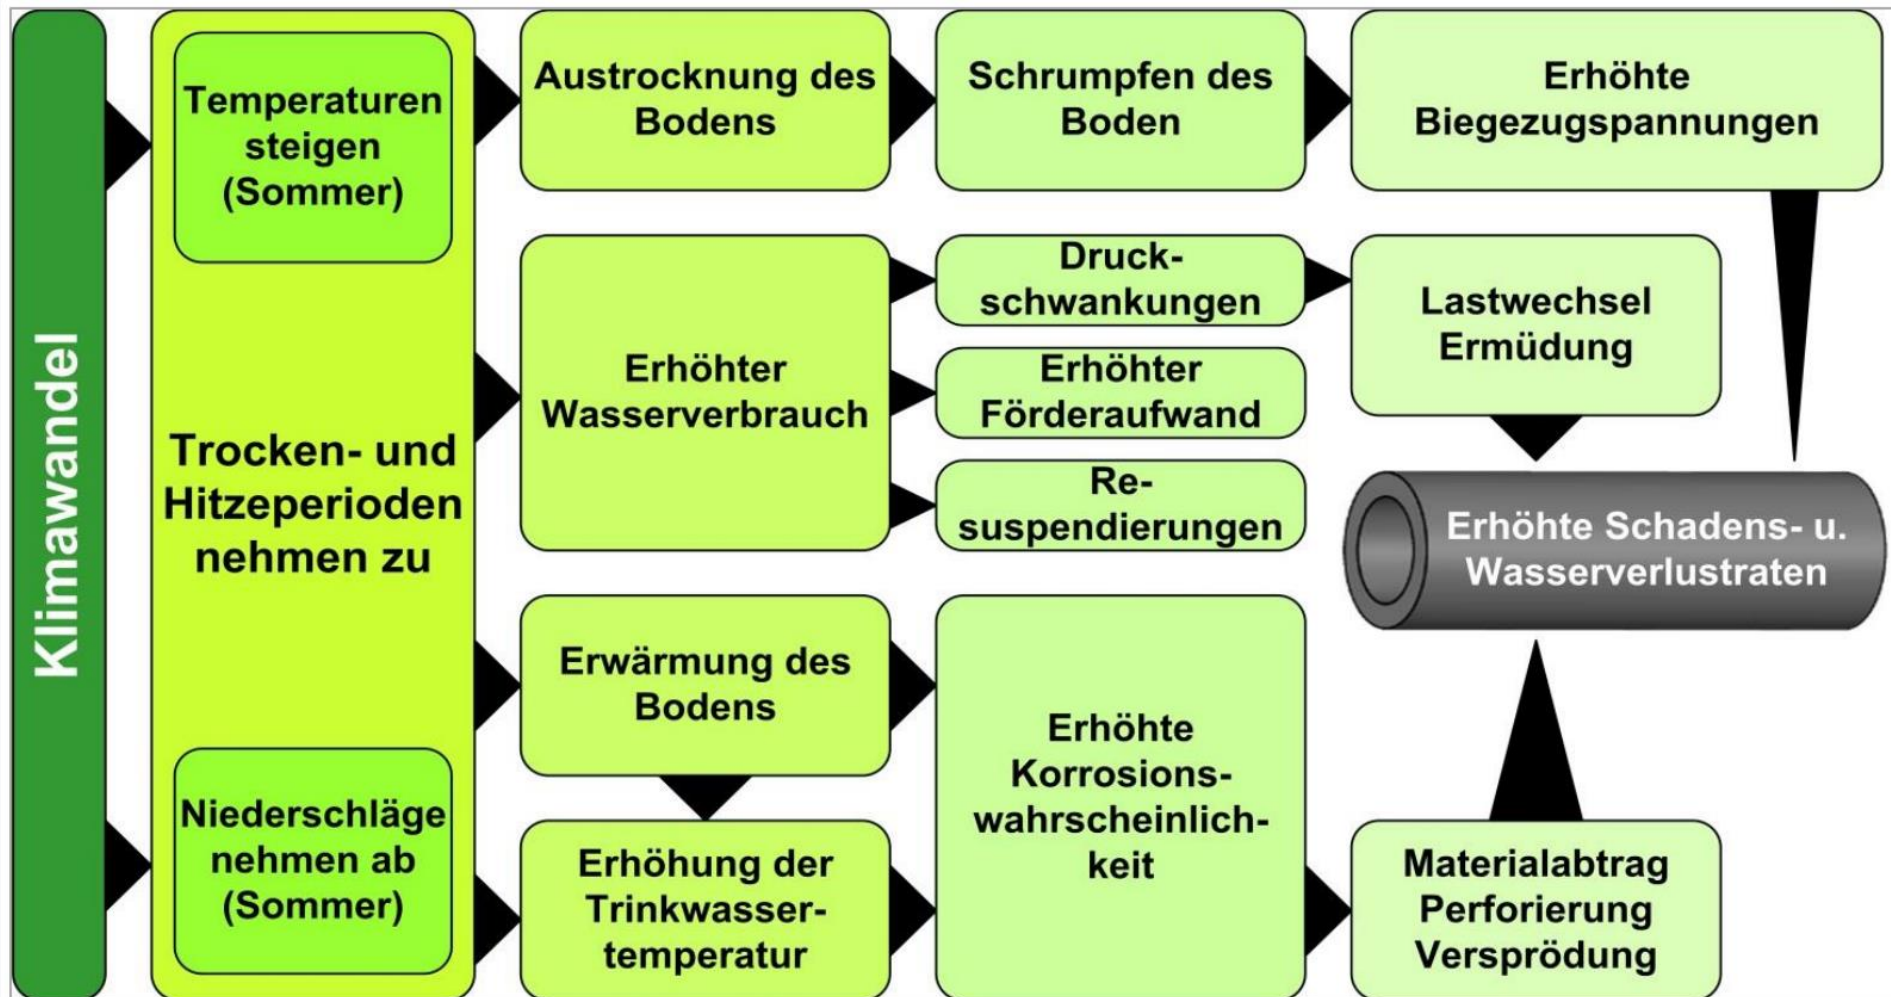 Klimawandel
Temperaturen
steigen
(Sommer)
Trocken- und
Hitzeperioden
nehmen zu
Niederschläge
nehmen ab
(Sommer)
Austrocknung des
Bodens
Schrumpfen des
Boden
Erhöhte
Biegezugspannungen
Erhöhter
Wasserverbrauch
Druck-
schwankungen
Erhöhter
Förderaufwand
Re-
suspendierungen
Lastwechsel
Ermüdung
Erhöhte Schadens- u.
Wasserverlustraten
Erwärmung des
Bodens
Erhöhung der
Trinkwasser-
temperatur
Erhöhte
Korrosions-
wahrscheinlich-
keit
Materialabtrag
Perforierung
Versprödung